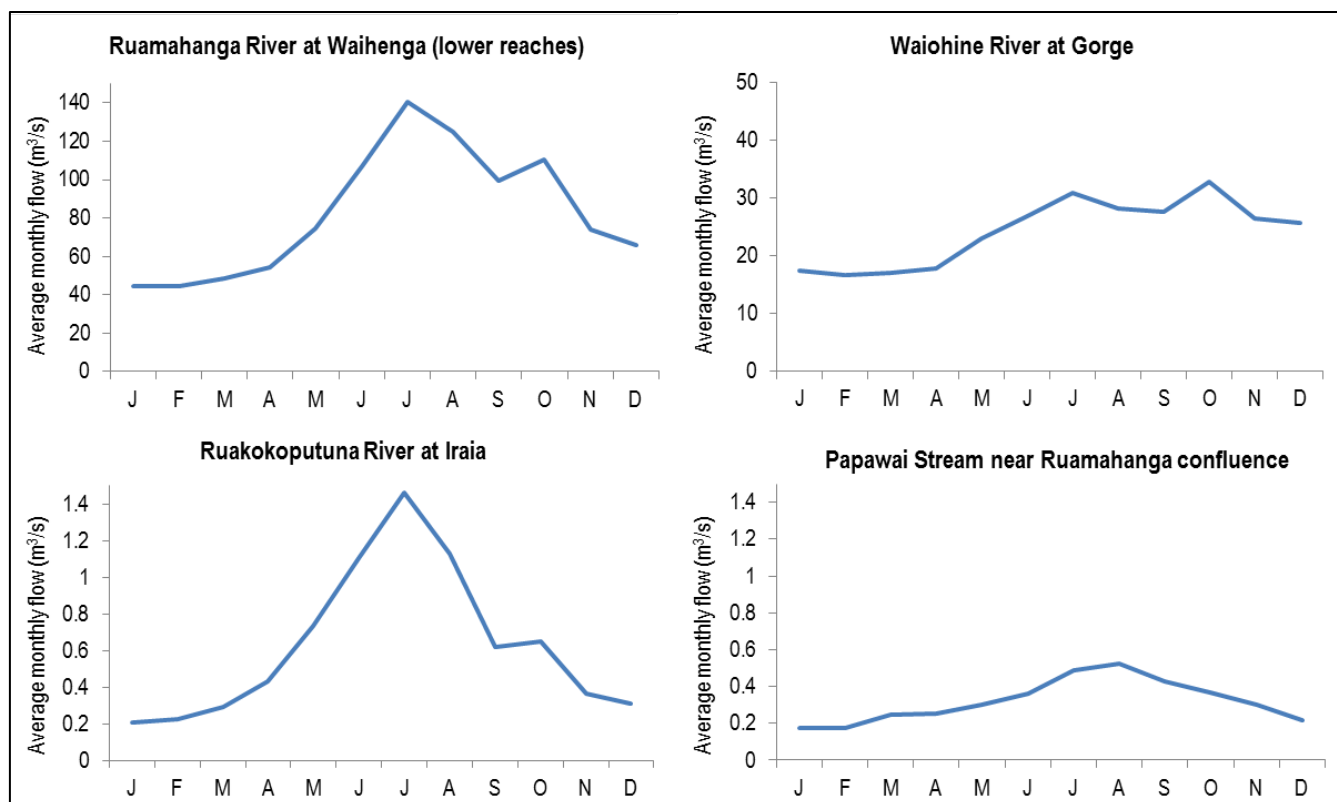 Ruamahanga River at Waihenga (lower reaches)
Average monthly flow (m³/s)
140
120
100
80
60
40
20
0
J F M A M J J A S O N D
Waiohine River at Gorge
Average monthly flow (m³/s)
50
40
30
20
10
0
J F M A M J J A S O N D
Ruakokoputuna River at Iraia
Average monthly flow (m³/s)
1.4
1.2
1
0.8
0.6
0.4
0.2
0
J F M A M J J A S O N D
Papawai Stream near Ruamahanga confluence
Average monthly flow (m³/s)
1.4
1.2
1
0.8
0.6
0.4
0.2
0
J F M A M J J A S O N D